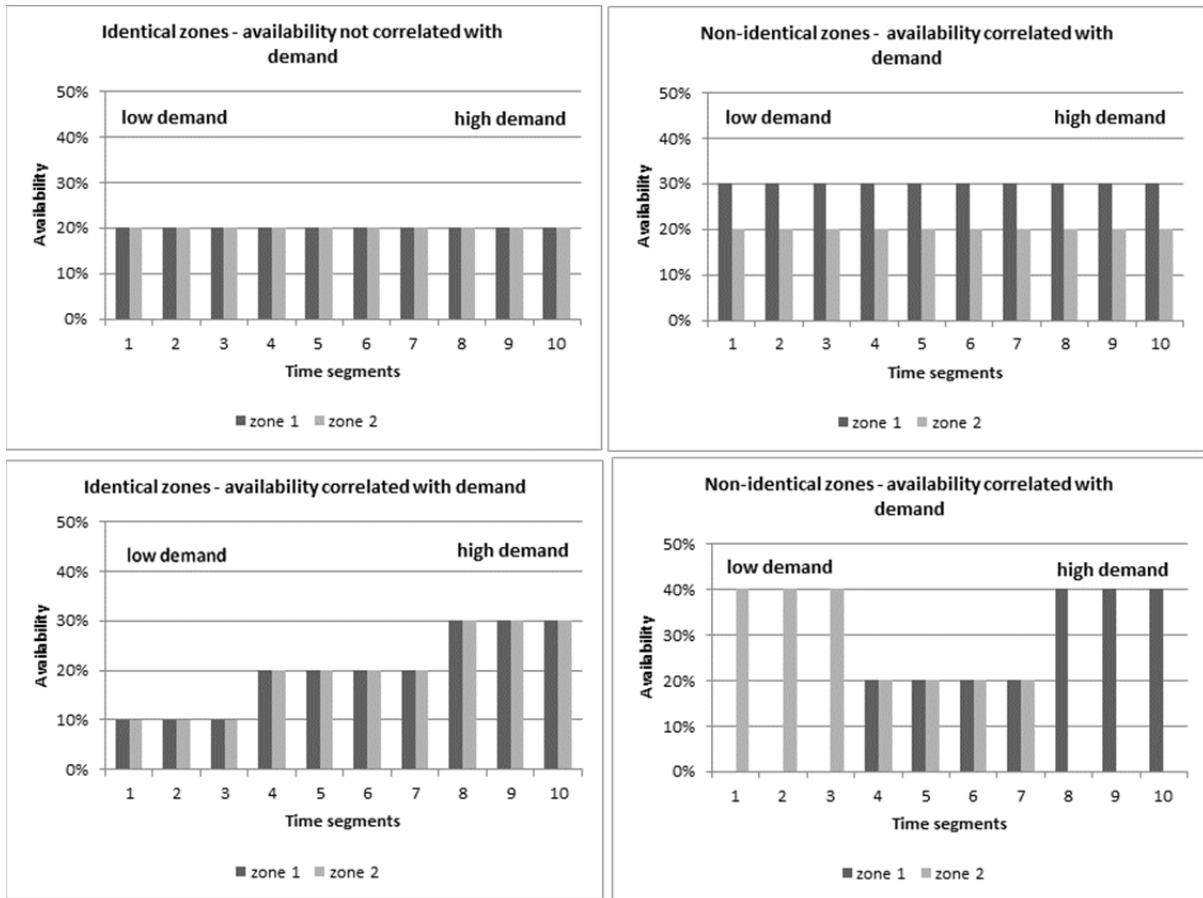 Identical zones - availability not correlated with
demand
50%
40%
30%
20%
10%
0%
low demand
high demand
Availability
1 2 3 4 5 6 7 8 9 10
Time segments
zone 1 zone 2
Non-identical zones - availability correlated with
demand
50%
40%
30%
20%
10%
0%
low demand
high demand
Availability
1 2 3 4 5 6 7 8 9 10
Time segments
zone 1 zone 2
Identical zones - availability correlated with demand
50%
40%
30%
20%
10%
0%
low demand
high demand
Availability
1 2 3 4 5 6 7 8 9 10
Time segments
zone 1 zone 2
Non-identical zones - availability correlated with
demand
50%
40%
30%
20%
10%
0%
low demand
high demand
Availability
1 2 3 4 5 6 7 8 9 10
Time segments
zone 1 zone 2